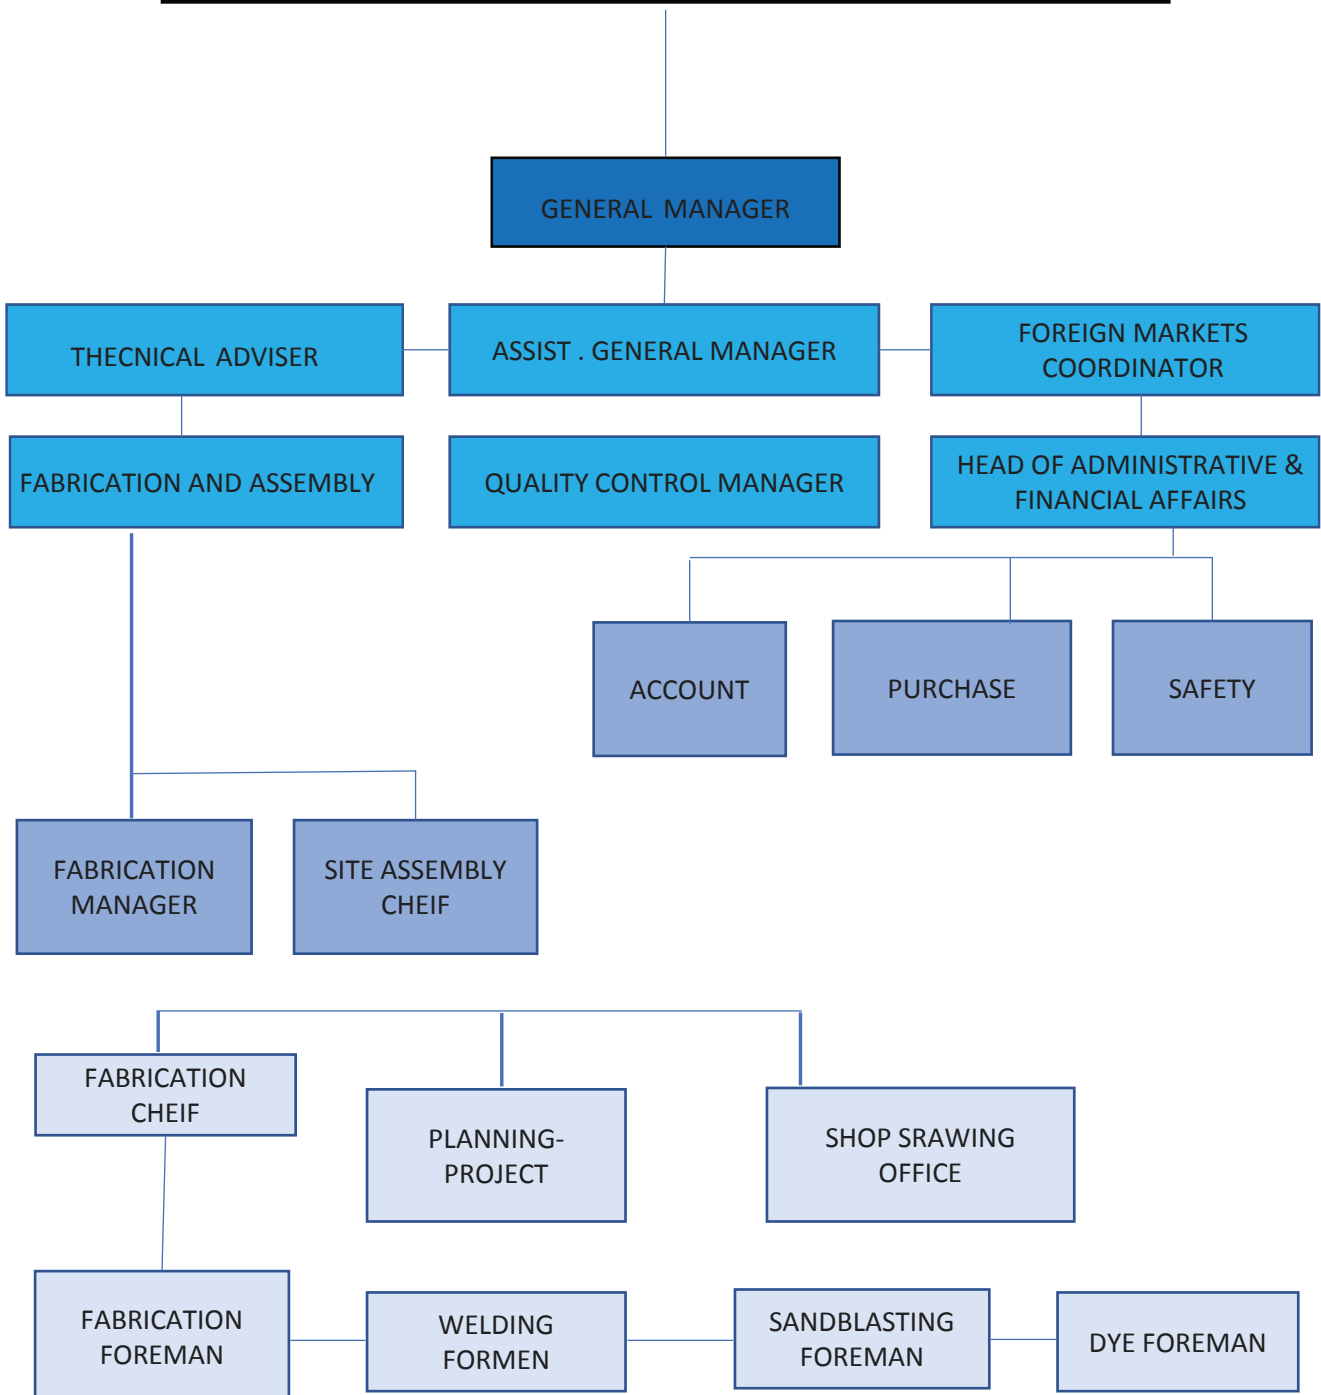 GENERAL MANAGER
THECNICAL ADVISER
ASSIST . GENERAL MANAGER
FOREIGN MARKETS
COORDINATOR
FABRICATION AND ASSEMBLY
QUALITY CONTROL MANAGER
HEAD OF ADMINISTRATIVE &
FINANCIAL AFFAIRS
ACCOUNT
PURCHASE
SAFETY
FABRICATION
MANAGER
SITE ASSEMBLY
CHEIF
FABRICATION
CHEIF
PLANNING-
PROJECT
SHOP SRAWING
OFFICE
FABRICATION
FOREMAN
WELDING
FORMEN
SANDBLASTING
FOREMAN
DYE FOREMAN